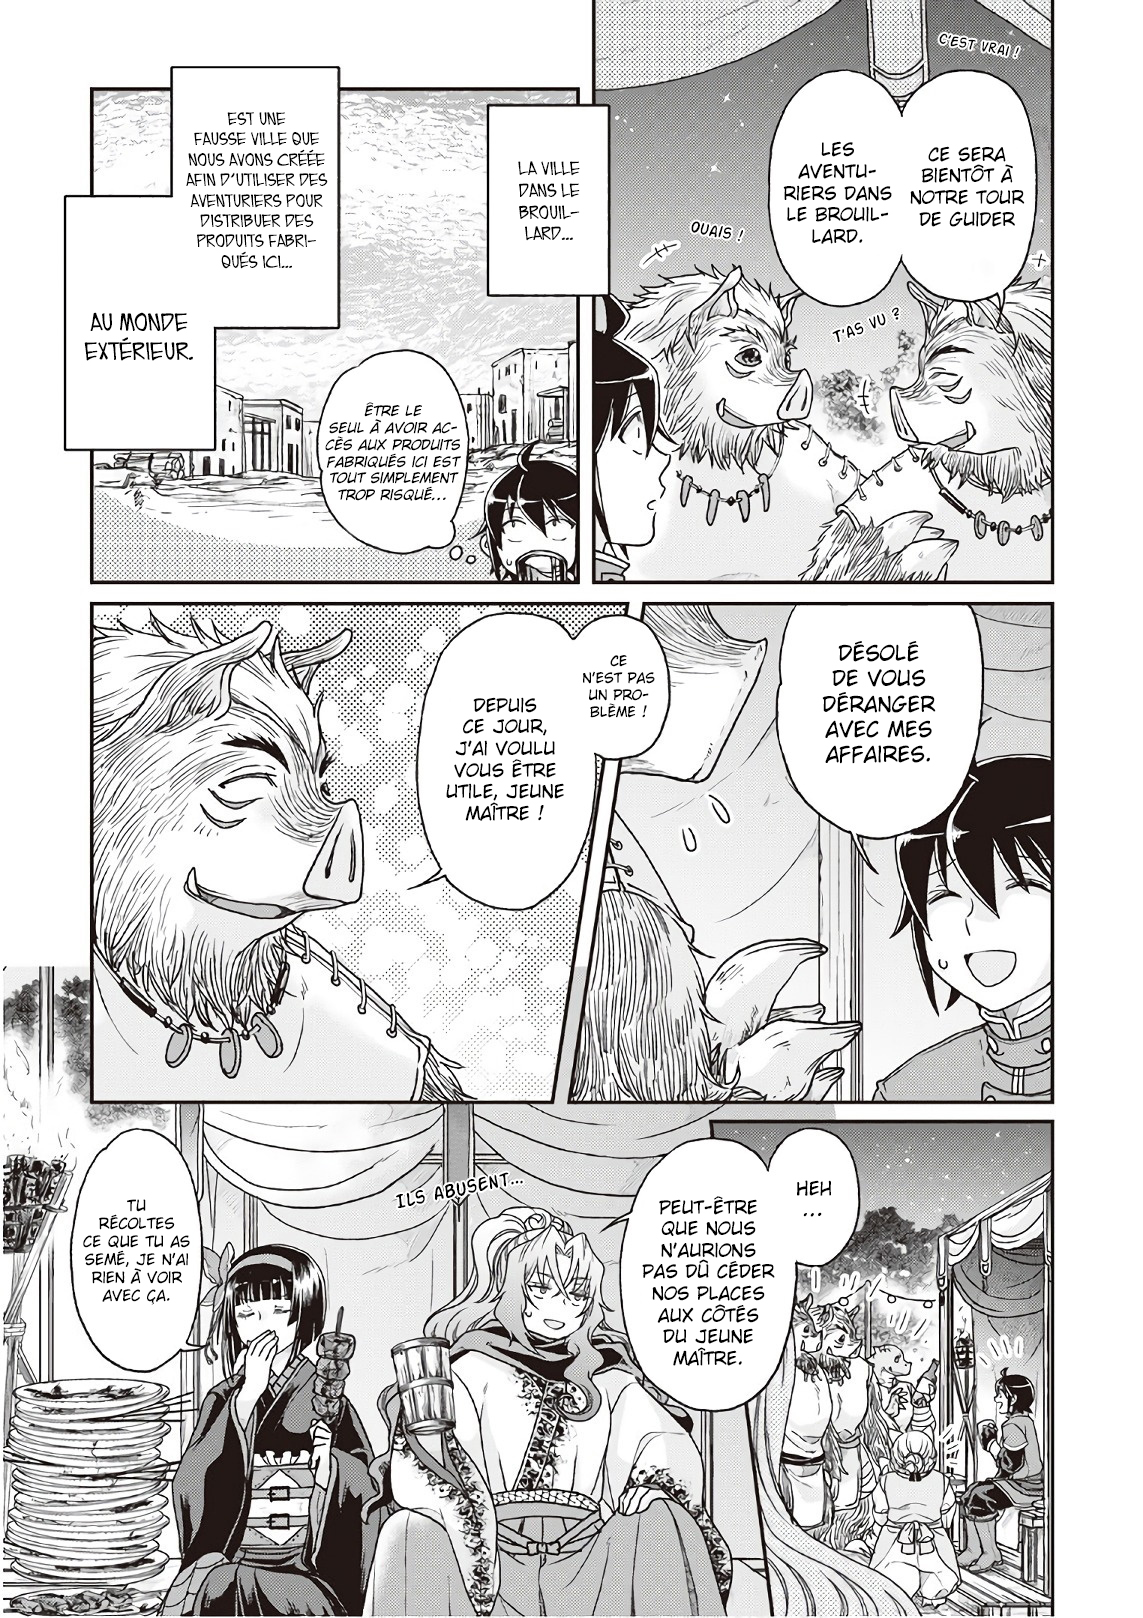 C'EST VRAI !
CE SERA
BIENTÔT À
NOTRE TOUR
DE GUIDER
LES
AVENTU-
RIERS DANS
LE BROUIL-
LARD.
OUAIS !
T'AS VU ?
LA VILLE
DANS LE
BROUIL-
LARD...
EST UNE
FAUSSE VILLE QUE
NOUS AVONS CRÉÉE
AFIN D'UTILISER DES
AVENTURIERS POUR
DISTRIBUER DES
PRODUITS FABRI-
QUÉS ICI...
AU MONDE
EXTÉRIEUR.
ÊTRE LE
SEUL À AVOIR AC-
CÈS AUX PRODUITS
FABRIQUÉS ICI EST
TOUT SIMPLEMENT
TROP RISQUÉ...
DÉSOLÉ
DE VOUS
DÉRANGER
AVEC MES
AFFAIRES.
CE
N'EST PAS
UN PRO-
BLÈME !
DEPUIS
CE JOUR,
J'AI VOULU
VOUS ÊTRE
UTILE, JEUNE
MAÎTRE !
HEH
...
PEUT-ÊTRE
QUE NOUS
N'AURIONS
PAS DÛ CÉDER
NOS PLACES
AUX CÔTÉS
DU JEUNE
MAÎTRE.
ILS ABUSENT...
TU
RÉCOLTES
CE QUE TU AS
SEMÉ, JE N'AI
RIEN À VOIR
AVEC ÇA.